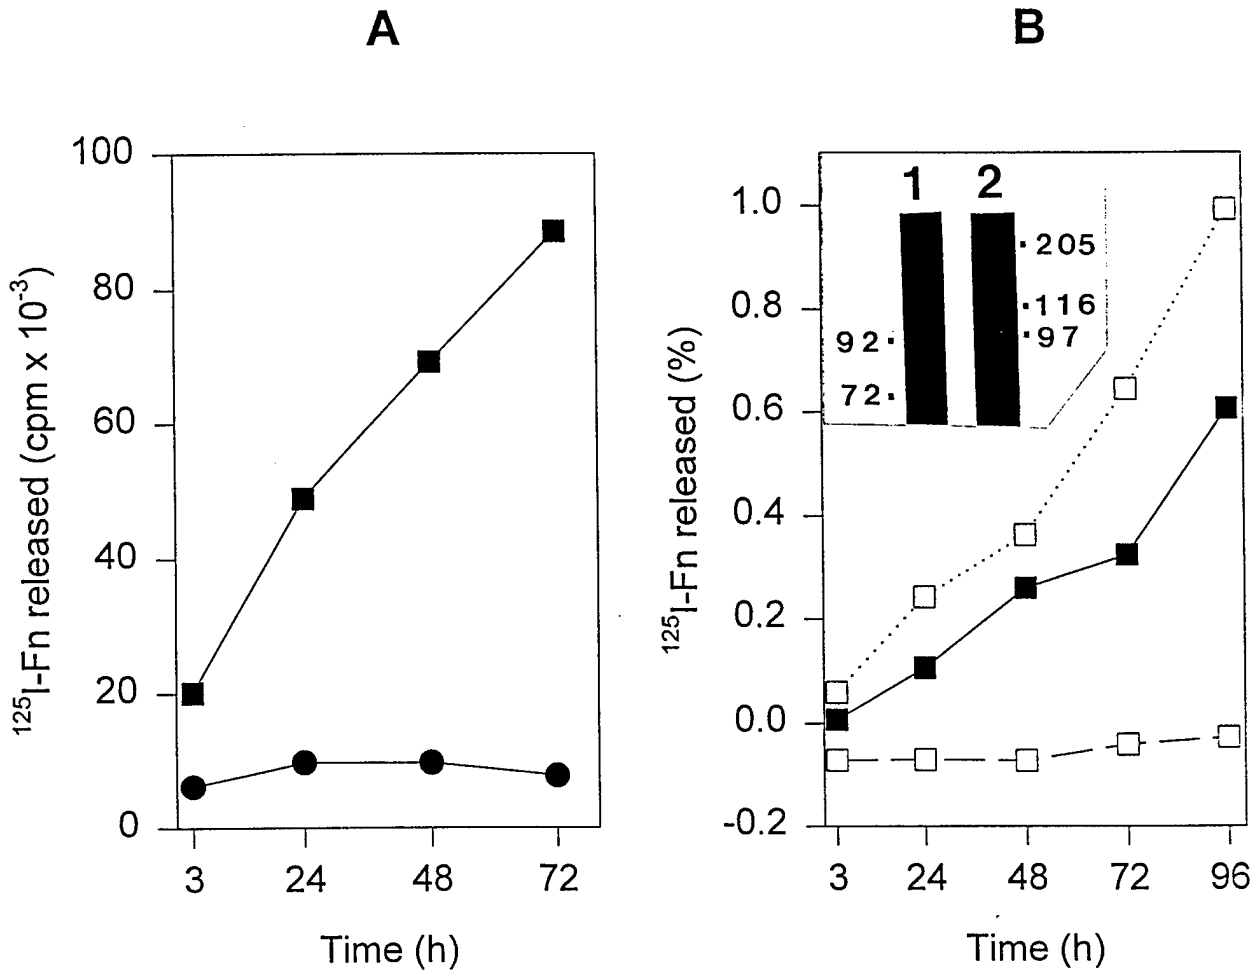 A
B
100
80
60
40
20
0
3 24 48 72
Time (h)
125I-Fn released (cpm x 10-3)
1.0
0.8
0.6
0.4
0.2
0.0
-0.2
3 24 48 72 96
Time (h)
125I-Fn released (%)
1 2
205
116
92
97
72